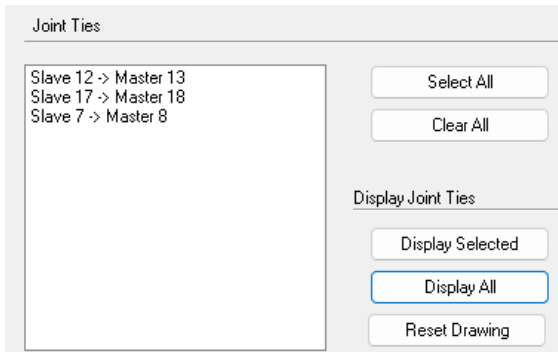 Joint Ties
Slave 12 -> Master 13
Slave 17 -> Master 18
Slave 7 -> Master 8
Select All
Clear All
Display Joint Ties
Display Selected
Display All
Reset Drawing